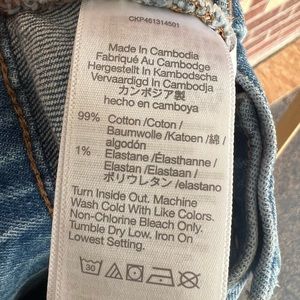 CKP461314501
Made In Cambodia
Fabriqué Au Cambodge
Hergestellt In Kambodscha
Vervaardigd In Cambodja
カンボジア製
hecho en camboya
99% Cotton /Coton /
Baumwolle / Katoen / 綿 /
algodón
1% Elastane /Élasthanne /
Elastan /Elastaan /
ポリウレタン /elastano
Turn Inside Out. Machine
Wash Cold With Like Colors.
Non-Chlorine Bleach Only.
Tumble Dry Low. Iron On
Lowest Setting.
30